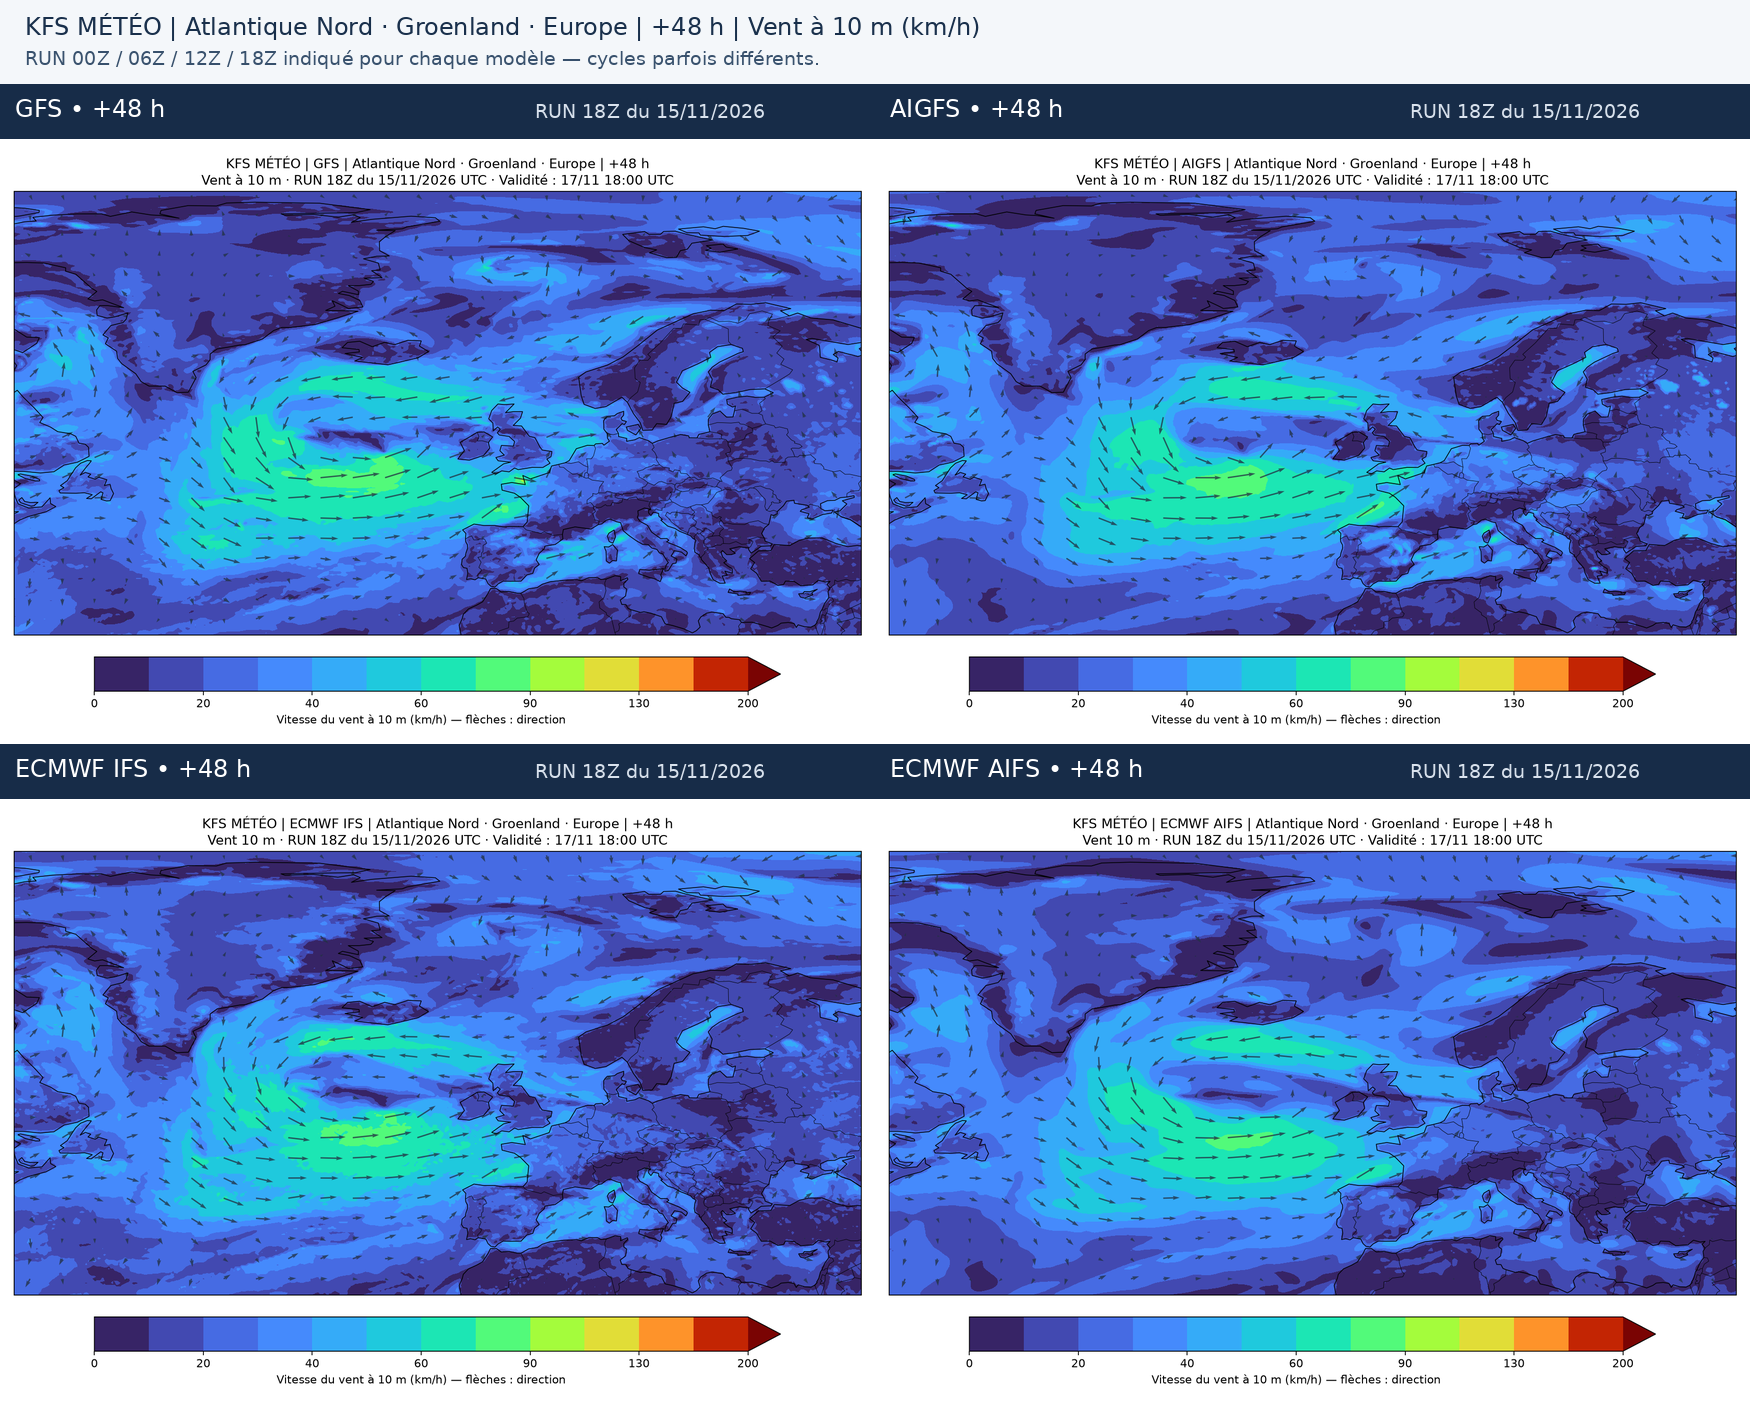 KFS MÉTÉO | Atlantique Nord · Groenland · Europe | +48 h | Vent à 10 m (km/h)
RUN 00Z / 06Z / 12Z / 18Z indiqué pour chaque modèle — cycles parfois différents.
GFS • +48 h
RUN 18Z du 15/11/2026
KFS MÉTÉO | GFS | Atlantique Nord · Groenland · Europe | +48 h
Vent à 10 m · RUN 18Z du 15/11/2026 UTC · Validité : 17/11 18:00 UTC
0 20 40 60 90 130 200
Vitesse du vent à 10 m (km/h) — flèches : direction
AIGFS • +48 h
RUN 18Z du 15/11/2026
KFS MÉTÉO | AIGFS | Atlantique Nord · Groenland · Europe | +48 h
Vent à 10 m · RUN 18Z du 15/11/2026 UTC · Validité : 17/11 18:00 UTC
0 20 40 60 90 130 200
Vitesse du vent à 10 m (km/h) — flèches : direction
ECMWF IFS • +48 h
RUN 18Z du 15/11/2026
KFS MÉTÉO | ECMWF IFS | Atlantique Nord · Groenland · Europe | +48 h
Vent à 10 m · RUN 18Z du 15/11/2026 UTC · Validité : 17/11 18:00 UTC
0 20 40 60 90 130 200
Vitesse du vent à 10 m (km/h) — flèches : direction
ECMWF AIFS • +48 h
RUN 18Z du 15/11/2026
KFS MÉTÉO | ECMWF AIFS | Atlantique Nord · Groenland · Europe | +48 h
Vent à 10 m · RUN 18Z du 15/11/2026 UTC · Validité : 17/11 18:00 UTC
0 20 40 60 90 130 200
Vitesse du vent à 10 m (km/h) — flèches : direction